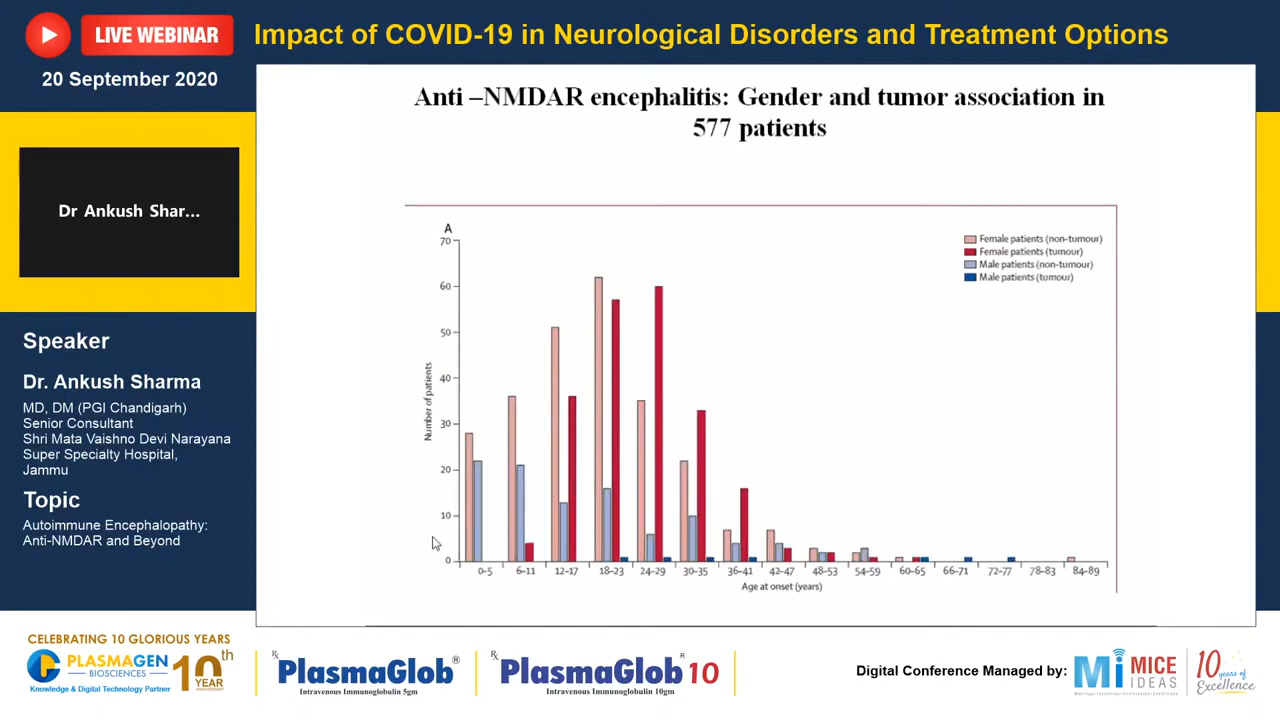 LIVE WEBINAR
20 September 2020
Impact of COVID-19 in Neurological Disorders and Treatment Options
Dr Ankush Shar...
Speaker
Dr. Ankush Sharma
MD, DM (PGI Chandigarh)
Senior Consultant
Shri Mata Vaishno Devi Narayana
Super Specialty Hospital,
Jammu
Topic
Autoimmune Encephalopathy:
Anti-NMDAR and Beyond
Anti –NMDAR encephalitis: Gender and tumor association in
577 patients
A
Female patients (non-tumour)
Female patients (tumour)
Male patients (non-tumour)
Male patients (tumour)
Number of patients
70
60
50
40
30
20
10
0
0–5 6–11 12–17 18–23 24–29 30–35 36–41 42–47 48–53 54–59 60–65 66–71 72–77 78–83 84–89
Age at onset (years)
CELEBRATING 10 GLORIOUS YEARS
PLASMAGEN
BIOSCIENCES
Knowledge & Digital Technology Partner
10th
YEAR
ANNIVERSARY
Rx
PlasmaGlob®
Intravenous Immunoglobulin 5gm
Rx
PlasmaGlob 10
R
Intravenous Immunoglobulin 10gm
Digital Conference Managed by:
Mi MICE
IDEAS
10 years of
Excellence